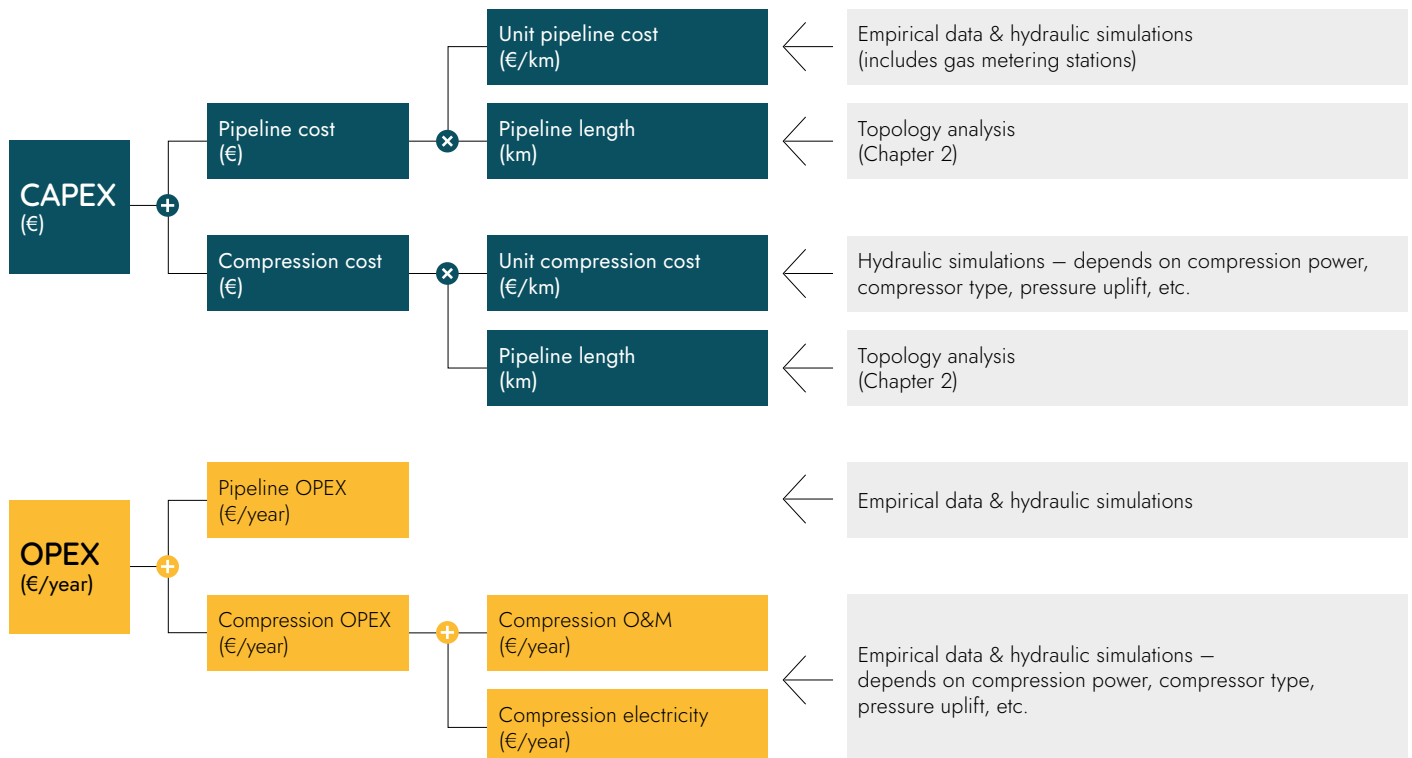 Unit pipeline cost
(€/km)
Empirical data & hydraulic simulations
(includes gas metering stations)
Pipeline cost
(€)
Pipeline length
(km)
Topology analysis
(Chapter 2)
CAPEX
(€)
Compression cost
(€)
Unit compression cost
(€/km)
Hydraulic simulations – depends on compression power,
compressor type, pressure uplift, etc.
Pipeline length
(km)
Topology analysis
(Chapter 2)
Pipeline OPEX
(€/year)
Empirical data & hydraulic simulations
OPEX
(€/year)
Compression OPEX
(€/year)
Compression O&M
(€/year)
Empirical data & hydraulic simulations –
depends on compression power, compressor type,
pressure uplift, etc.
Compression electricity
(€/year)